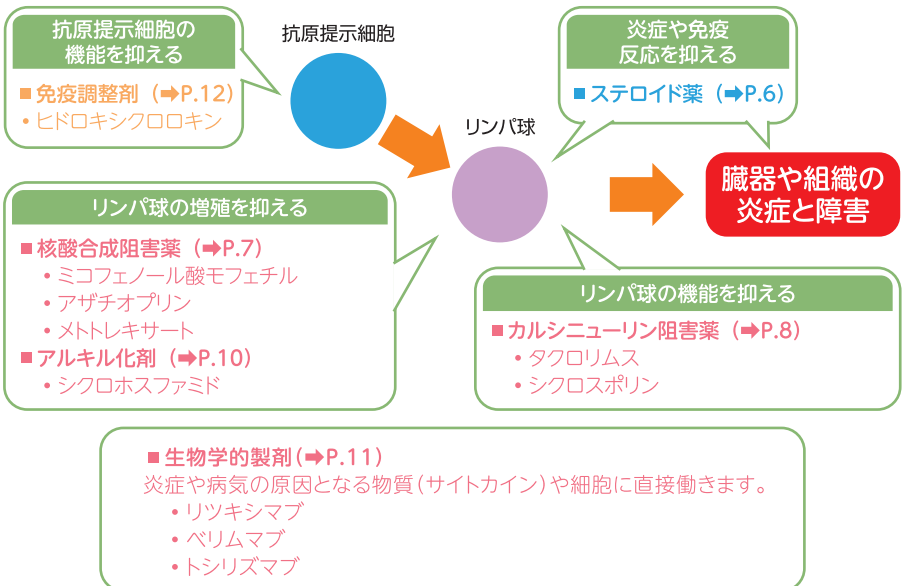 抗原提示細胞の
機能を抑える
■免疫調整剤（➡P.12）
• ヒドロキシクロロキン
抗原提示細胞
炎症や免疫
反応を抑える
■ステロイド薬（➡P.6）
リンパ球
臓器や組織の
炎症と障害
リンパ球の増殖を抑える
■核酸合成阻害薬（➡P.7）
• ミコフェノール酸モフェチル
• アザチオプリン
• メトトレキサート
■アルキル化剤（➡P.10）
• シクロホスファミド
リンパ球の機能を抑える
■カルシニューリン阻害薬（➡P.8）
• タクロリムス
• シクロスポリン
■生物学的製剤（➡P.11）
炎症や病気の原因となる物質（サイトカイン）や細胞に直接働きます。
• リツキシマブ
• ベリムマブ
• トシリズマブ